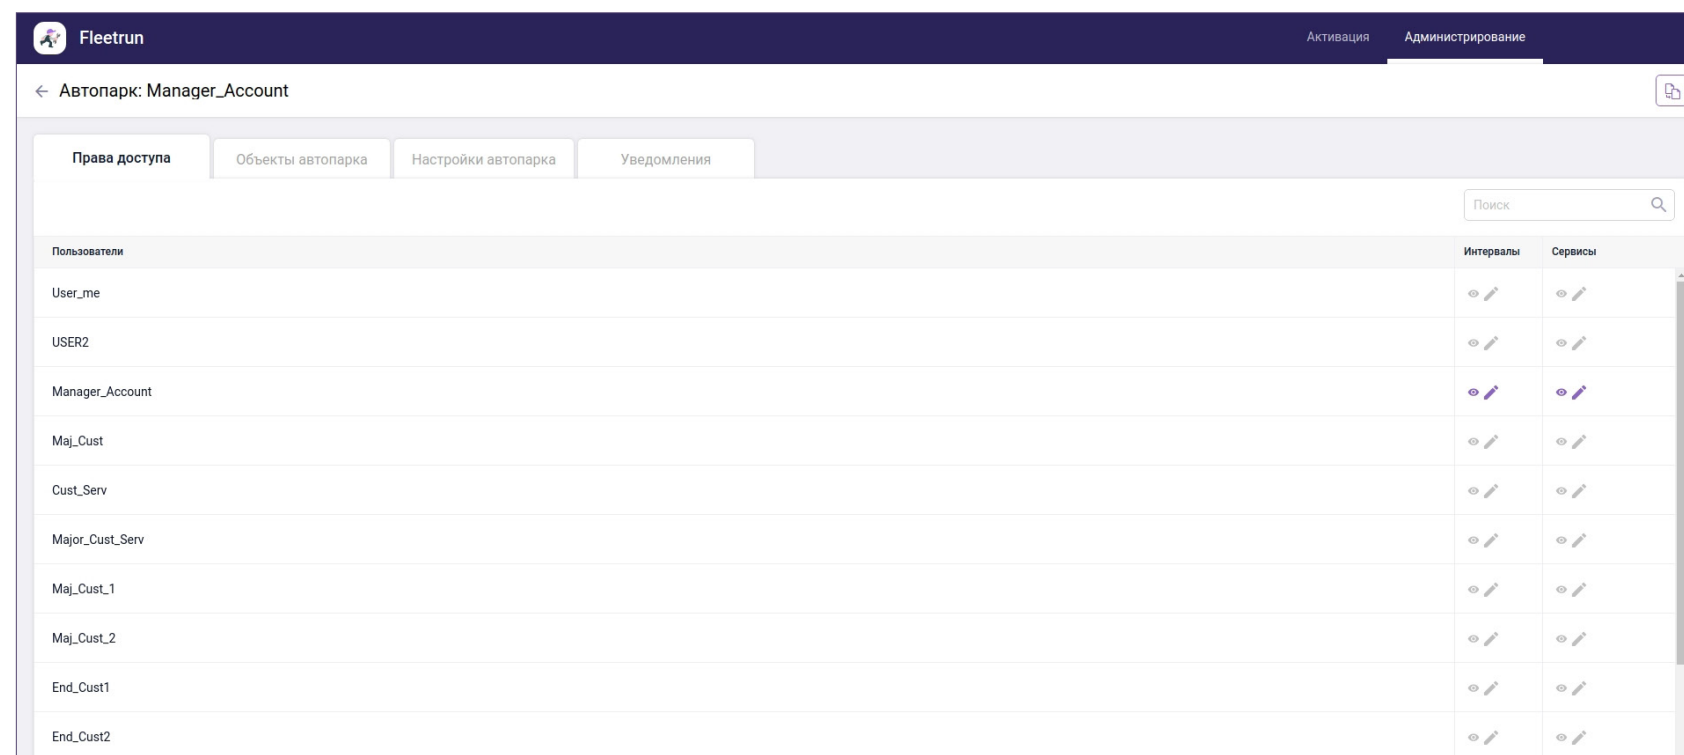 Fleetrun
Активация Администрирование
Автопарк: Manager_Account
Права доступа Объекты автопарка Настройки автопарка Уведомления
Поиск
Пользователи Интервалы Сервисы
User_me
USER2
Manager_Account
Maj_Cust
Cust_Serv
Major_Cust_Serv
Maj_Cust_1
Maj_Cust_2
End_Cust1
End_Cust2